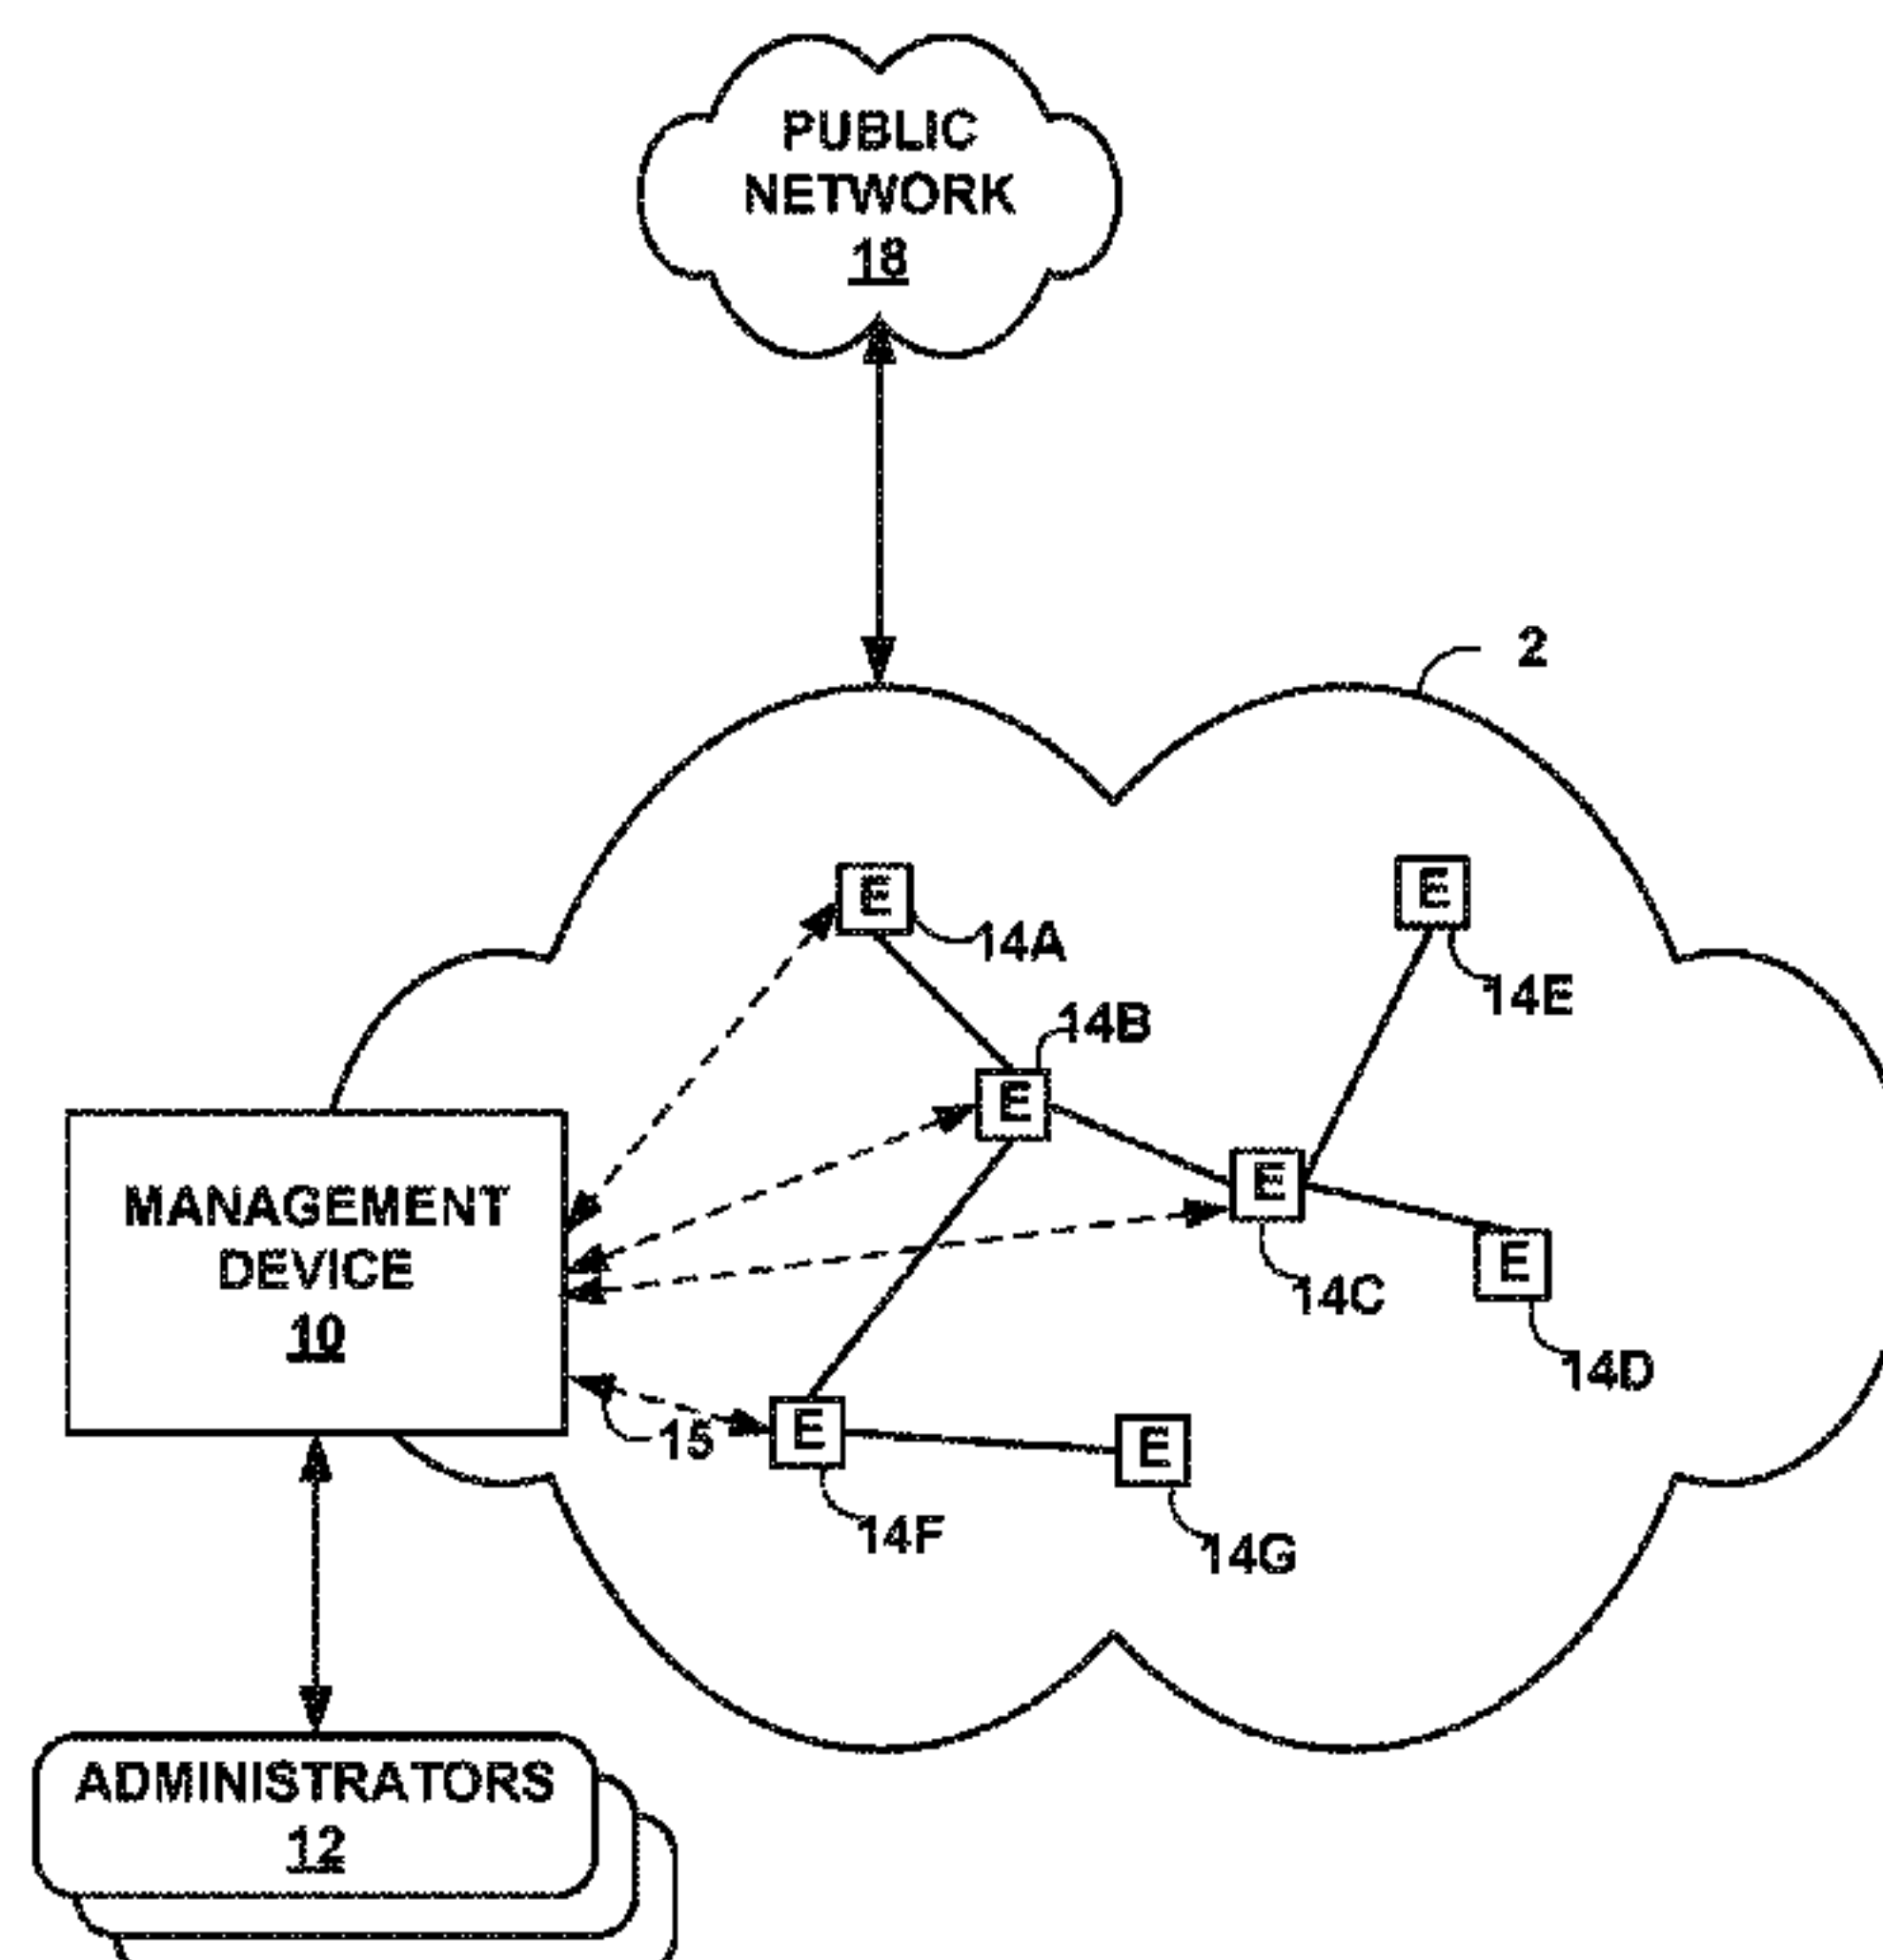 PUBLIC
NETWORK
18
2
E
14A
E
14E
14B
E
E
14C
E
14D
MANAGEMENT
DEVICE
10
15
E
14F
E
14G
ADMINISTRATORS
12